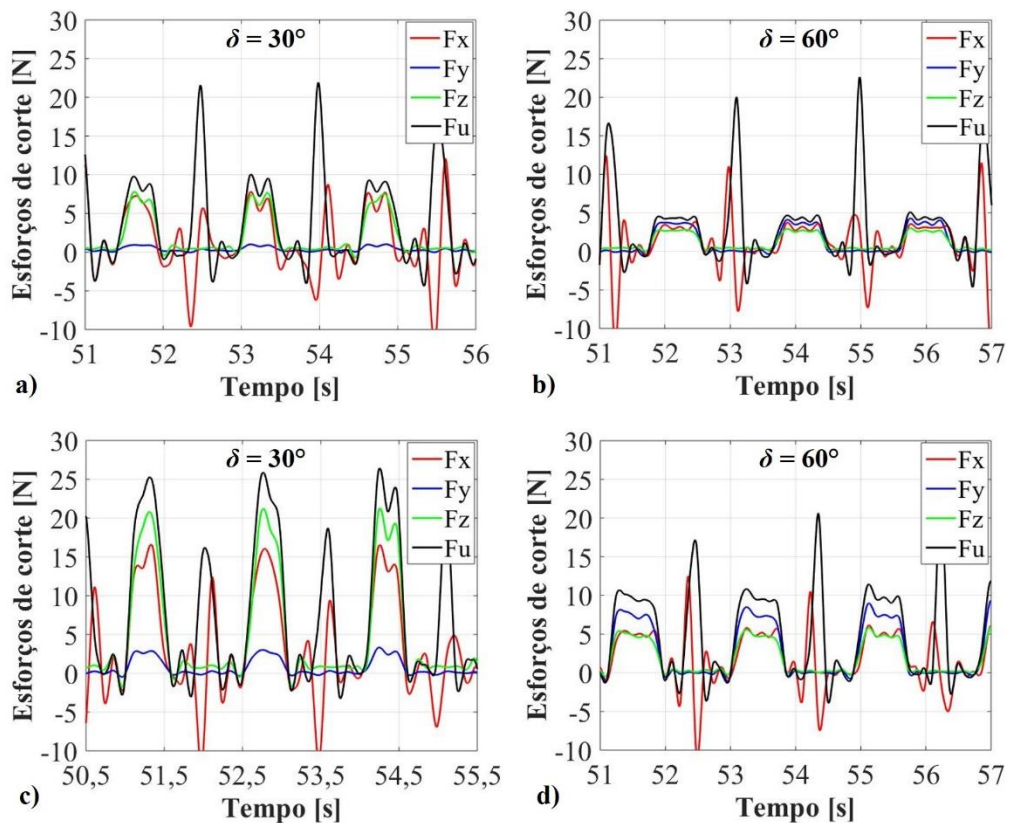 30
25
20
15
10
5
0
-5
-10
Esforços de corte [N]
δ = 30°
Fx
Fy
Fz
Fu
51 52 53 54 55 56
Tempo [s]
a)
30
25
20
15
10
5
0
-5
-10
Esforços de corte [N]
δ = 60°
Fx
Fy
Fz
Fu
51 52 53 54 55 56 57
Tempo [s]
b)
30
25
20
15
10
5
0
-5
-10
Esforços de corte [N]
δ = 30°
Fx
Fy
Fz
Fu
50,5 51,5 52,5 53,5 54,5 55,5
Tempo [s]
c)
30
25
20
15
10
5
0
-5
-10
Esforços de corte [N]
δ = 60°
Fx
Fy
Fz
Fu
51 52 53 54 55 56 57
Tempo [s]
d)